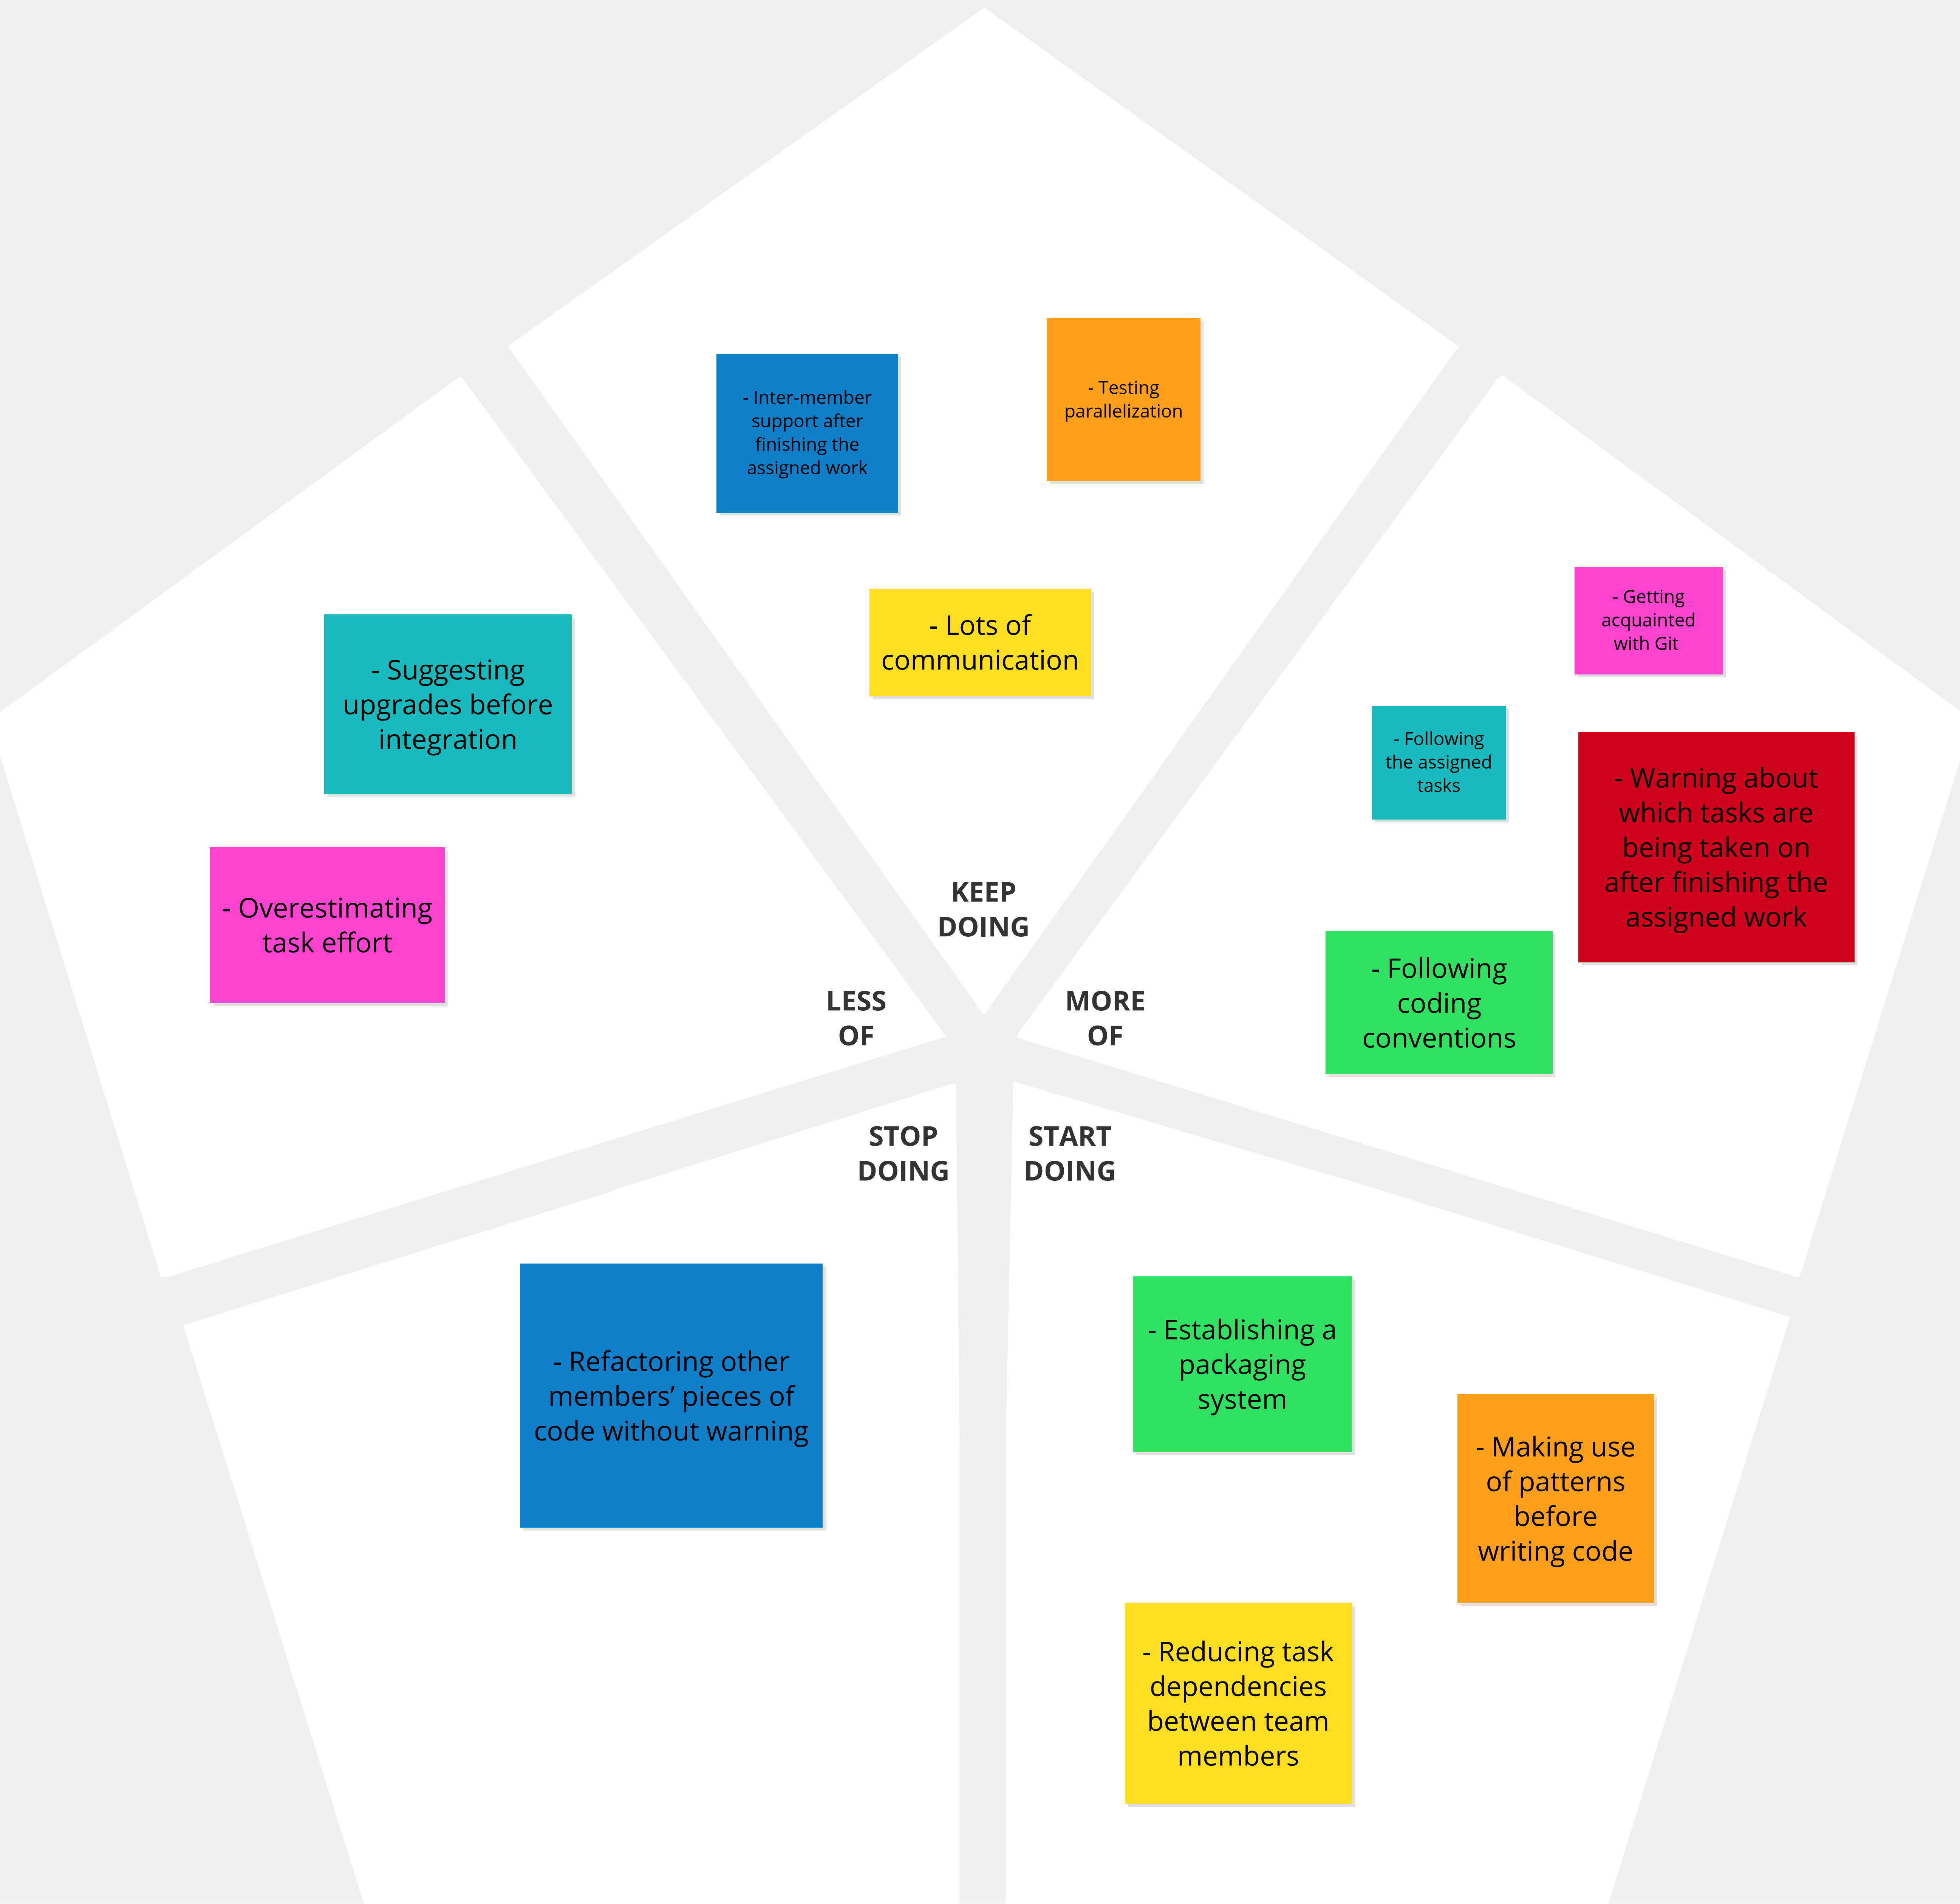 - Inter-member
support after
finishing the
assigned work
- Testing
parallelization
- Lots of
communication
KEEP
DOING
- Suggesting
upgrades before
integration
- Overestimating
task effort
LESS
OF
MORE
OF
- Getting
acquainted
with Git
- Following
the assigned
tasks
- Warning about
which tasks are
being taken on
after finishing the
assigned work
- Following
coding
conventions
STOP
DOING
- Refactoring other
members’ pieces of
code without warning
START
DOING
- Establishing a
packaging
system
- Making use
of patterns
before
writing code
- Reducing task
dependencies
between team
members